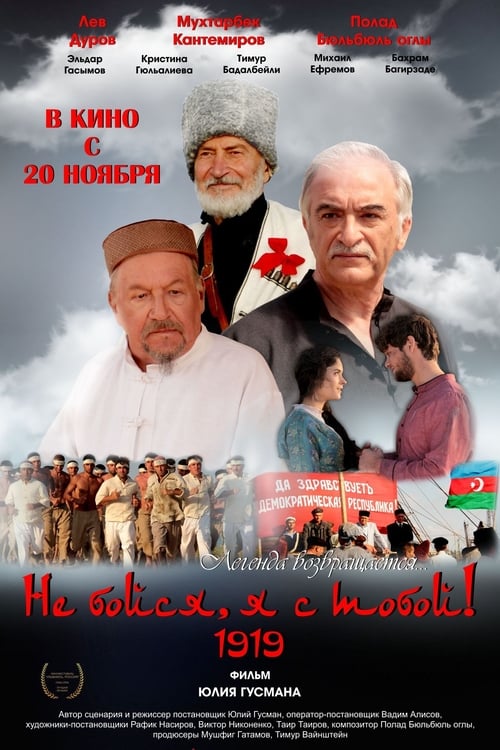 Лев Мухтарбек Полад
Дуров Кантемиров Бюльбюль оглы
Эльдар Кристина Тимур Михаил Бахрам
Гасымов Гюльалиева Бадалбейли Ефремов Багирзаде
В КИНО
С
20 НОЯБРЯ
ДА ЗДРАВСТВУЕТЪ
ДЕМОКРАТИЧЕСКАЯ РЕСПУБЛИКА!
Легенда возвращается...
Не бойся, я с тобой!
1919
ФИЛЬМ
ЮЛИЯ ГУСМАНА
Автор сценария и режиссер постановщик Юлий Гусман, оператор-постановщик Вадим Алисов,
художники-постановщики Рафик Насиров, Виктор Никоненко, Таир Таиров, композитор Полад Бюльбюль оглы,
продюсеры Мушфиг Гатамов, Тимур Вайнштейн